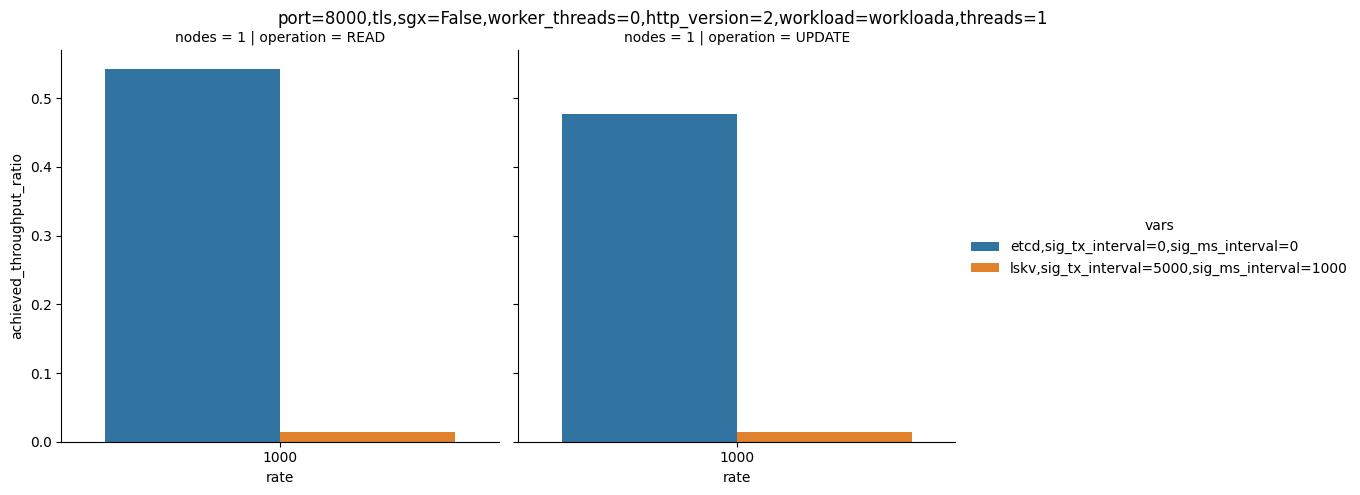 port=8000,tls,sgx=False,worker_threads=0,http_version=2,workload=workloada,threads=1
nodes = 1 | operation = READ
nodes = 1 | operation = UPDATE
achieved_throughput_ratio
0.5
0.4
0.3
0.2
0.1
0.0
1000
1000
rate
rate
vars
etcd,sig_tx_interval=0,sig_ms_interval=0
lskv,sig_tx_interval=5000,sig_ms_interval=1000